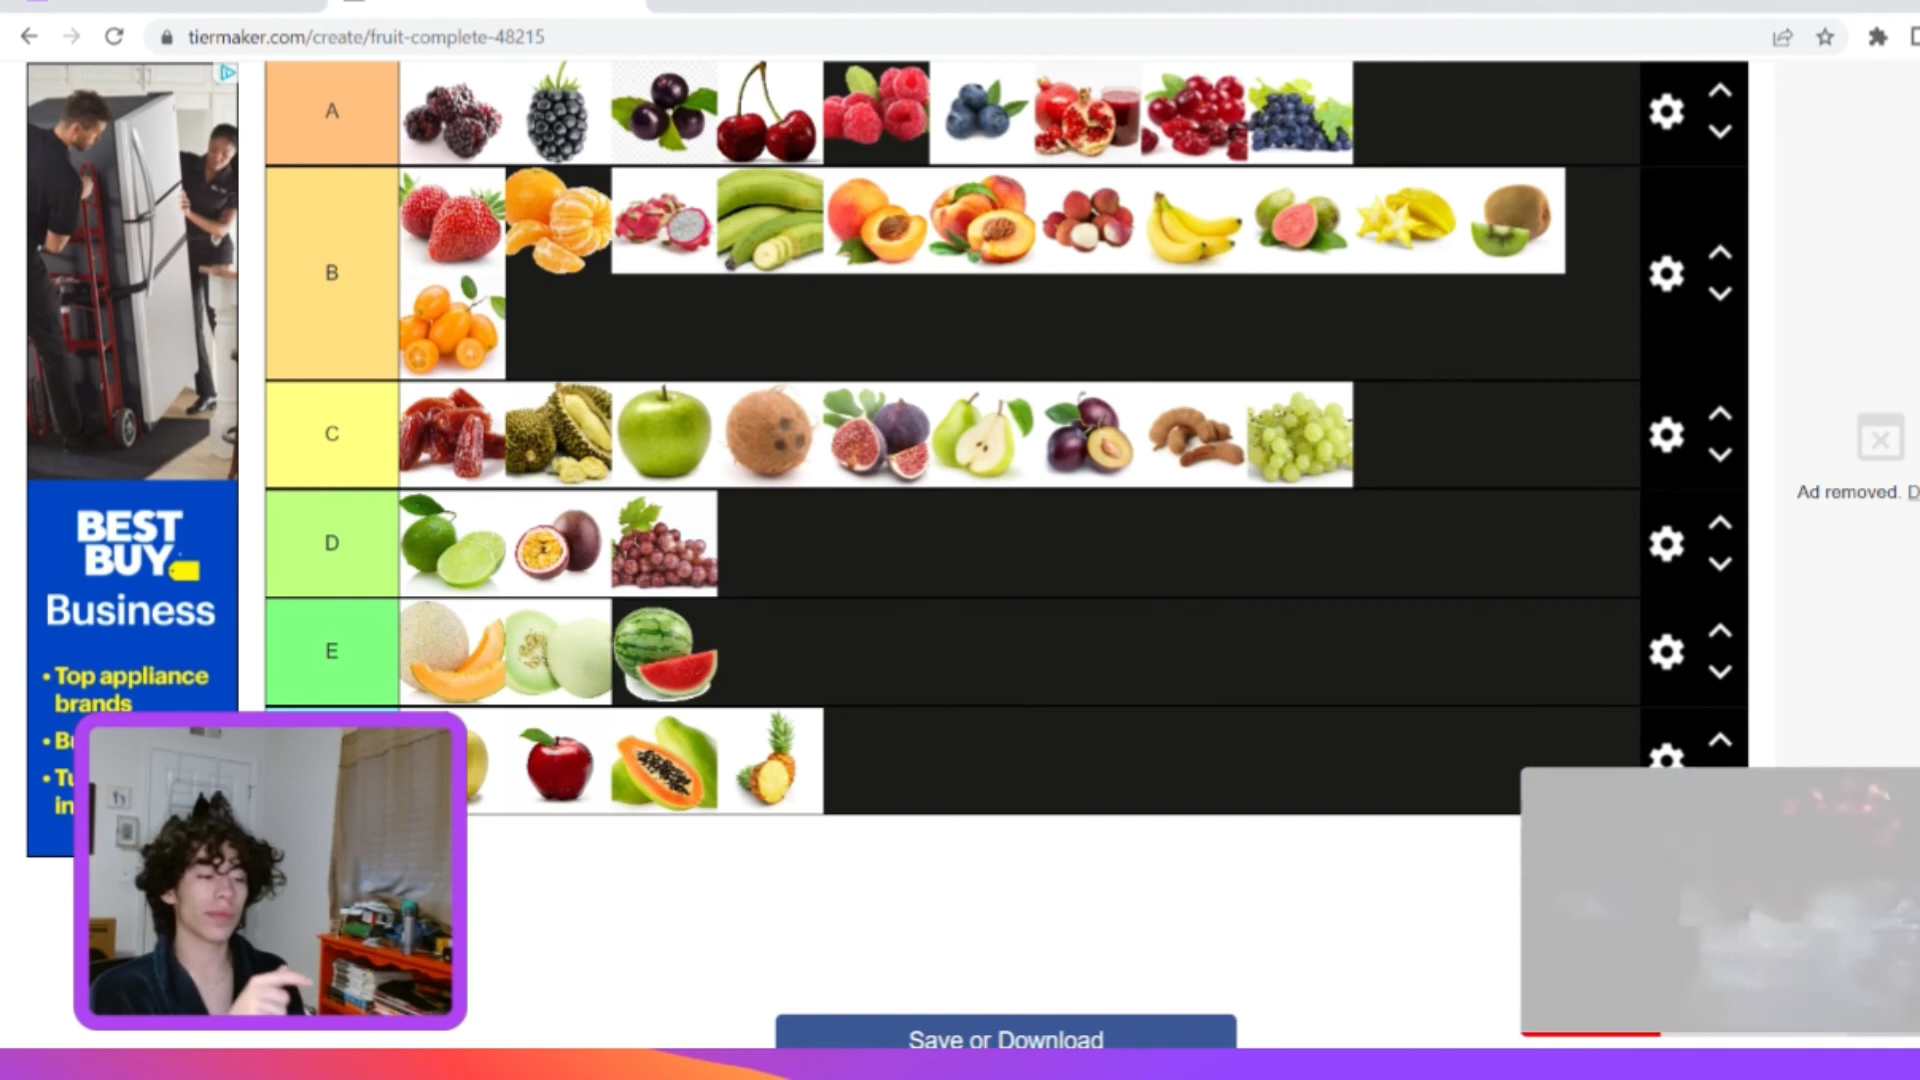 tiermaker.com/create/fruit-complete-48215
A
B
C
D
E
BEST
BUY
Business
• Top appliance
brands
Ad removed. D
Save or Download